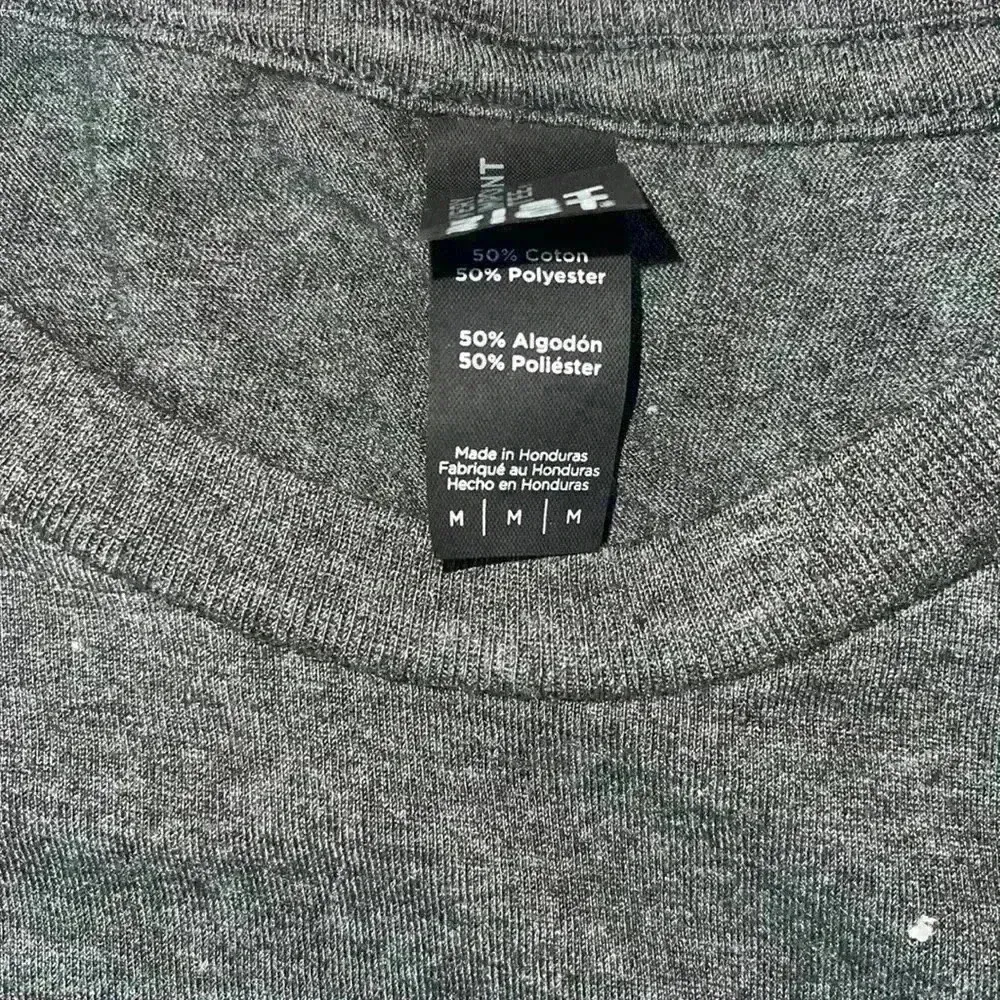 50% Coton
50% Polyester
50% Algodón
50% Poliéster
Made in Honduras
Fabriqué au Honduras
Hecho en Honduras
M | M | M